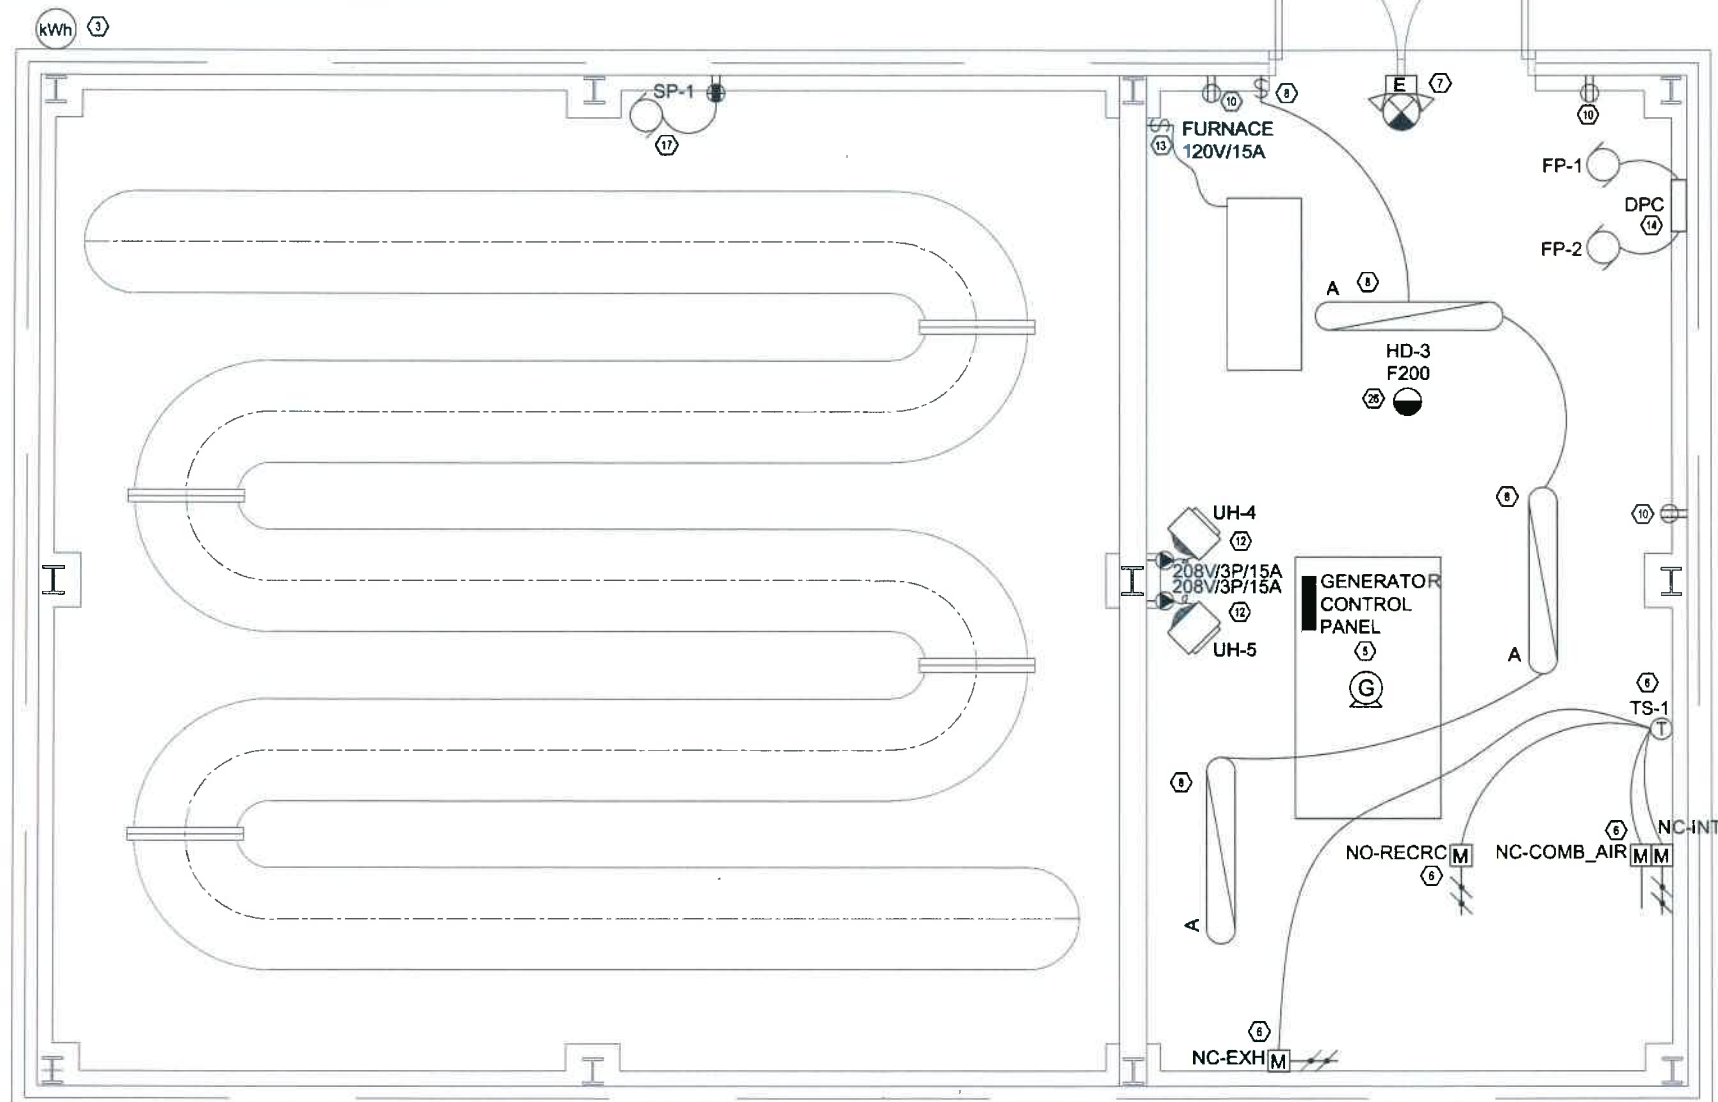 kWh 3
SP-1
17
10
8
E 7
10
13 FURNACE
120V/15A
FP-1
DPC
14
FP-2
A 8
HD-3
F200
26
UH-4
12
208V/3P/15A
208V/3P/15A
12
UH-5
8
10
GENERATOR
CONTROL
PANEL
5
G
A
6
TS-1
T
8
A
NO-RECRC M
6
6
NC-COMB_AIR M M
NC-INT
6
NC-EXH M